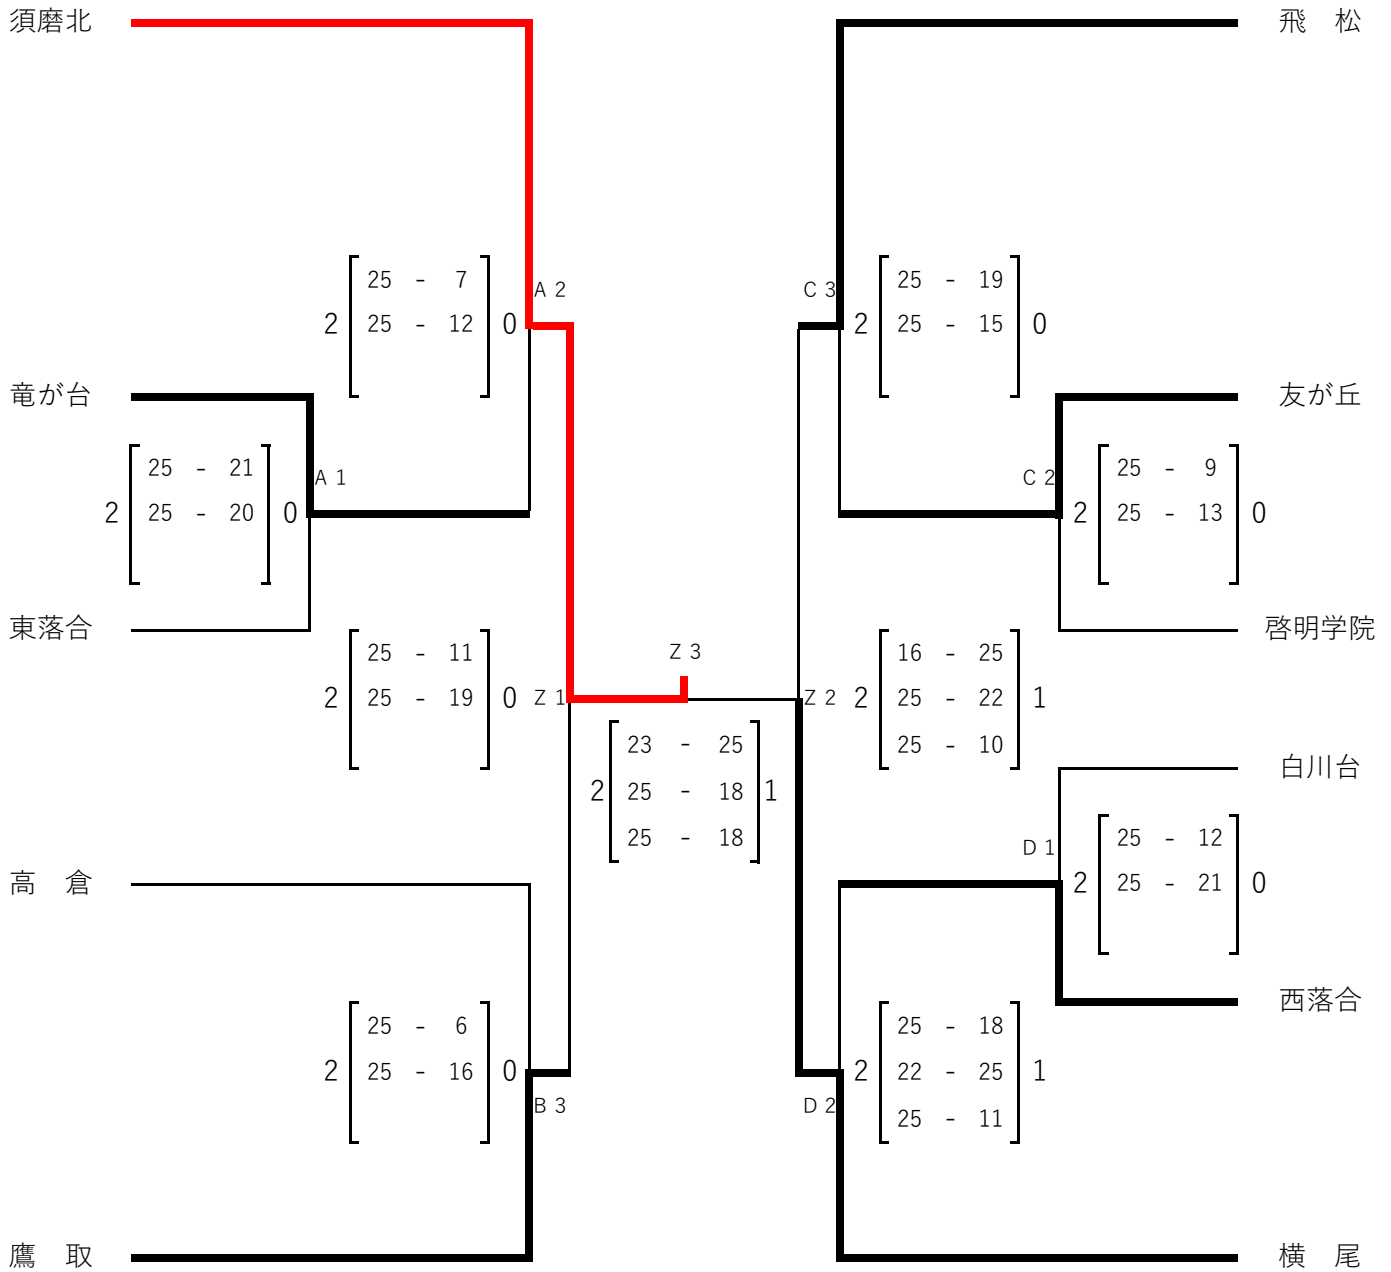 須磨北
飛　松
25 - 7
A 2
C 3
25 - 19
2 25 - 12 0
2 25 - 15 0
竜が台
友が丘
25 - 21
A 1
C 2
25 - 9
2 25 - 20 0
2 25 - 13 0
東落合
啓明学院
25 - 11
Z 3
16 - 25
2 25 - 19 0
Z 1
Z 2
2 25 - 22 1
25 - 10
23 - 25
2 25 - 18 1
25 - 18
白川台
D 1
25 - 12
2 25 - 21 0
高　倉
西落合
25 - 6
25 - 18
2 25 - 16 0
2 22 - 25 1
B 3
D 2
25 - 11
鷹　取
横　尾